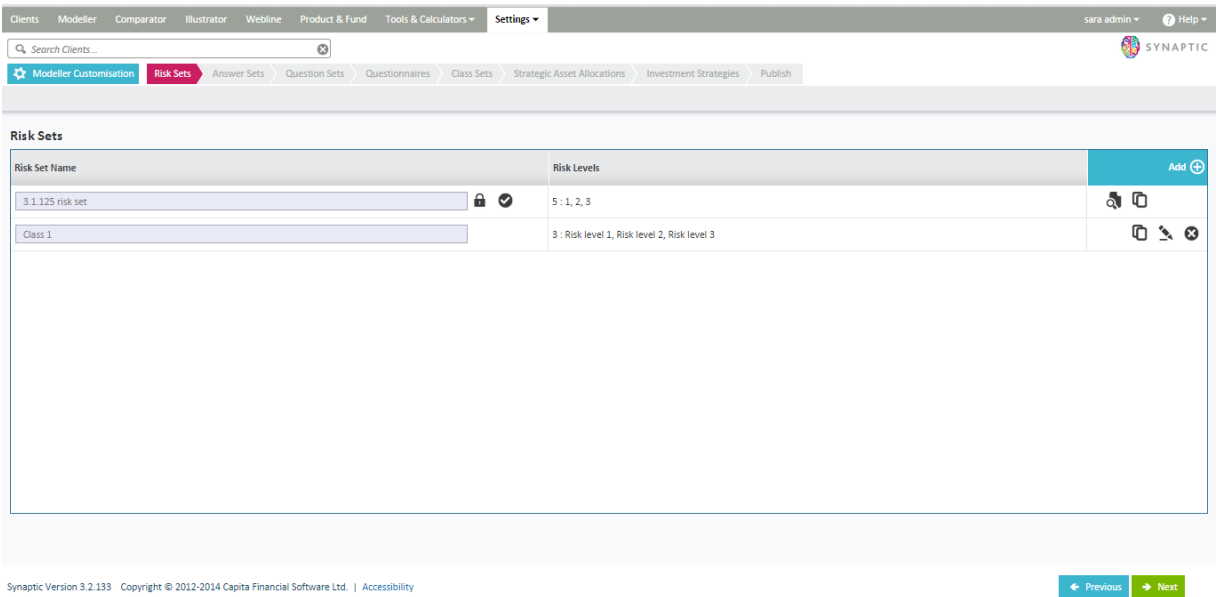 Clients Modeller Comparator Illustrator Webline Product & Fund Tools & Calculators Settings sara admin ? Help
Search Clients... SYNAPTIC
Modeller Customisation Risk Sets Answer Sets Question Sets Questionnaires Class Sets Strategic Asset Allocations Investment Strategies Publish
Risk Sets
Risk Set Name Risk Levels Add
3.1.125 risk set 5 : 1, 2, 3
Class 1 3 : Risk level 1, Risk level 2, Risk level 3
Synaptic Version 3.2.133 Copyright © 2012-2014 Capita Financial Software Ltd. | Accessibility Previous Next